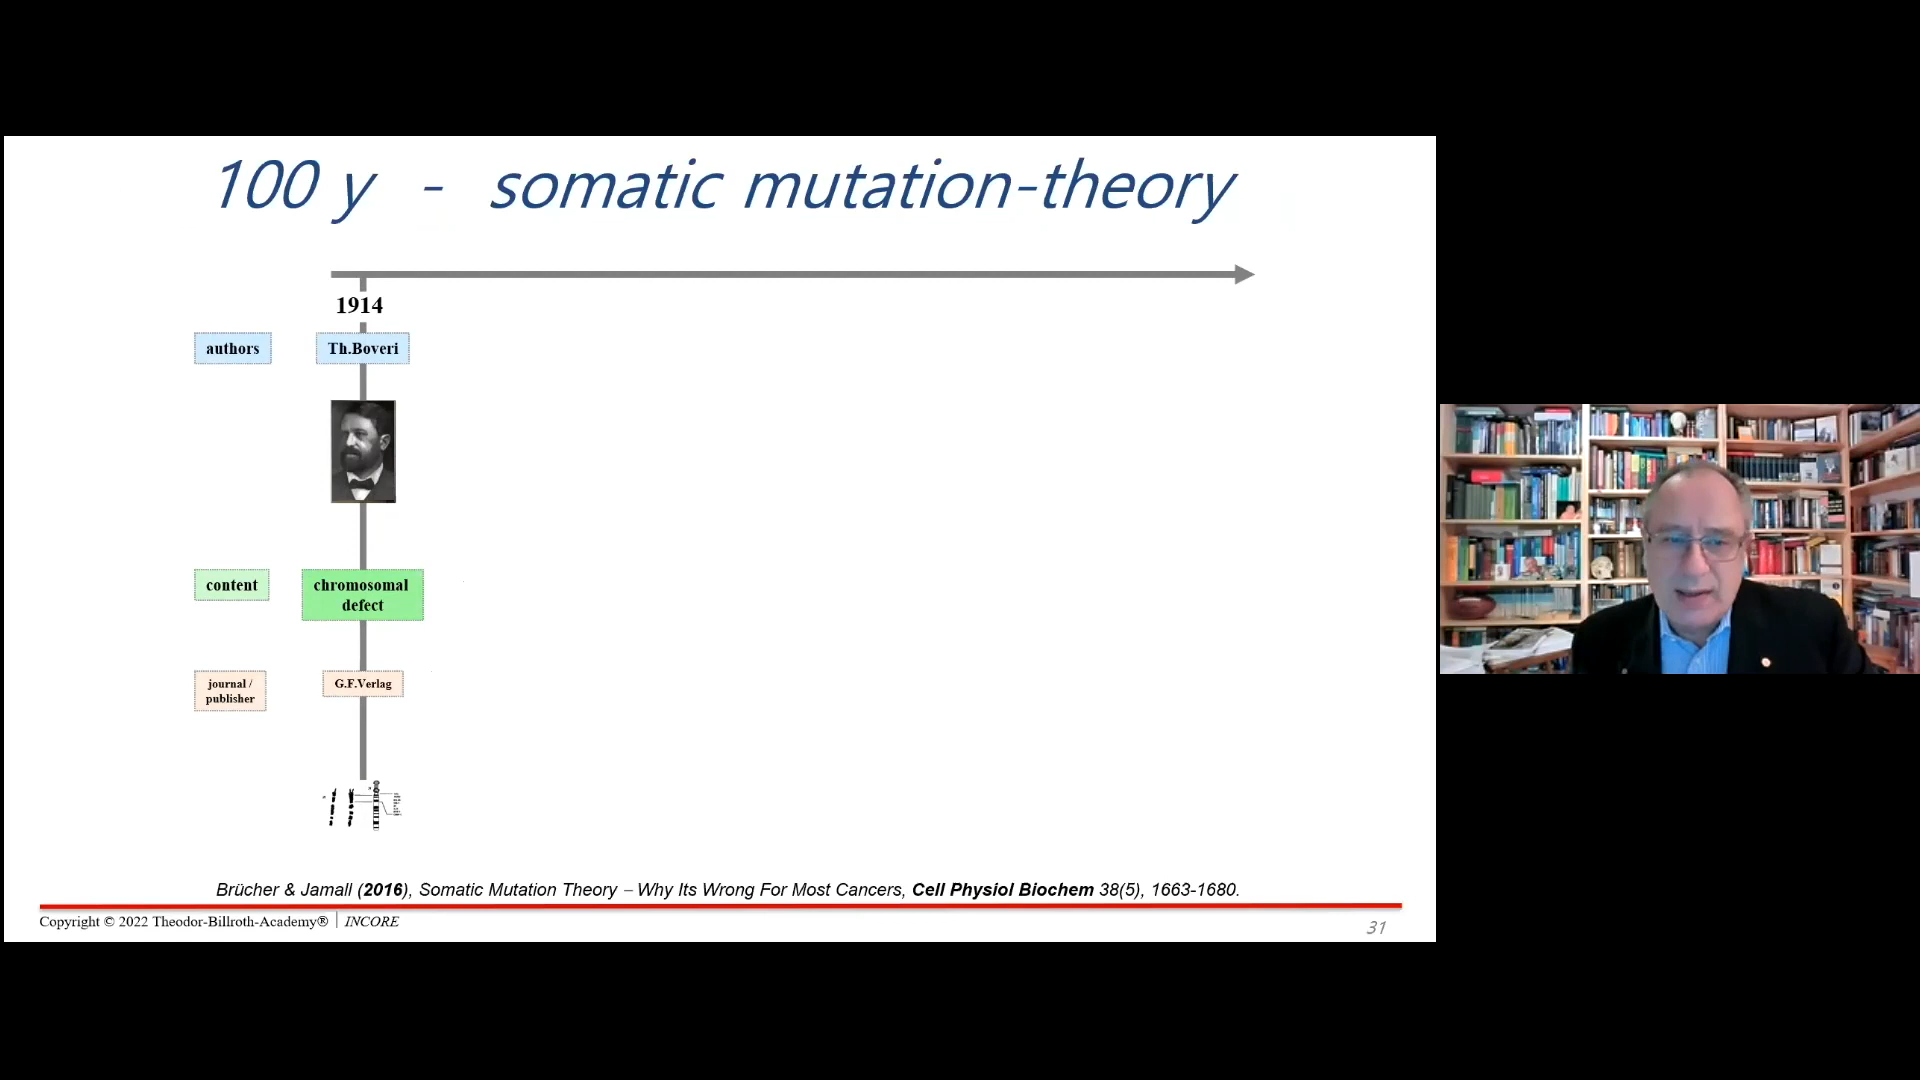 100 y - somatic mutation-theory
1914
authors
Th.Boveri
content
chromosomal
defect
journal /
publisher
G.F.Verlag
Brücher & Jamall (2016), Somatic Mutation Theory – Why Its Wrong For Most Cancers, Cell Physiol Biochem 38(5), 1663-1680.
Copyright © 2022 Theodor-Billroth-Academy® | INCORE
31